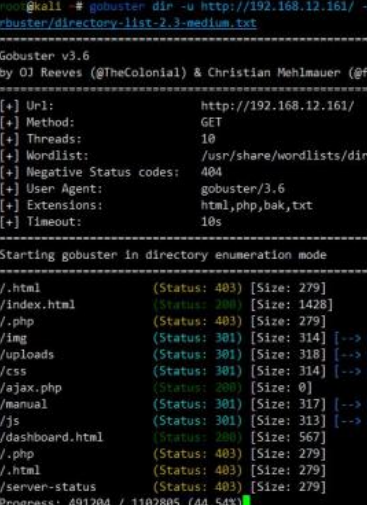 root@kali ~# gobuster dir -u http://192.168.12.161/ -
rbuster/directory-list-2.3-medium.txt
Gobuster v3.6
by OJ Reeves (@TheColonial) & Christian Mehlmauer (@f
[+] Url: http://192.168.12.161/
[+] Method: GET
[+] Threads: 10
[+] Wordlist: /usr/share/wordlists/dir
[+] Negative Status codes: 404
[+] User Agent: gobuster/3.6
[+] Extensions: html,php,bak,txt
[+] Timeout: 10s
Starting gobuster in directory enumeration mode
/.html (Status: 403) [Size: 279]
/index.html (Status: 200) [Size: 1428]
/.php (Status: 403) [Size: 279]
/img (Status: 301) [Size: 314] [-->
/uploads (Status: 301) [Size: 318] [-->
/css (Status: 301) [Size: 314] [-->
/ajax.php (Status: 200) [Size: 0]
/manual (Status: 301) [Size: 317] [-->
/js (Status: 301) [Size: 313] [-->
/dashboard.html (Status: 200) [Size: 567]
/.php (Status: 403) [Size: 279]
/.html (Status: 403) [Size: 279]
/server-status (Status: 403) [Size: 279]
Progress: 491204 / 1102805 (44.54%)